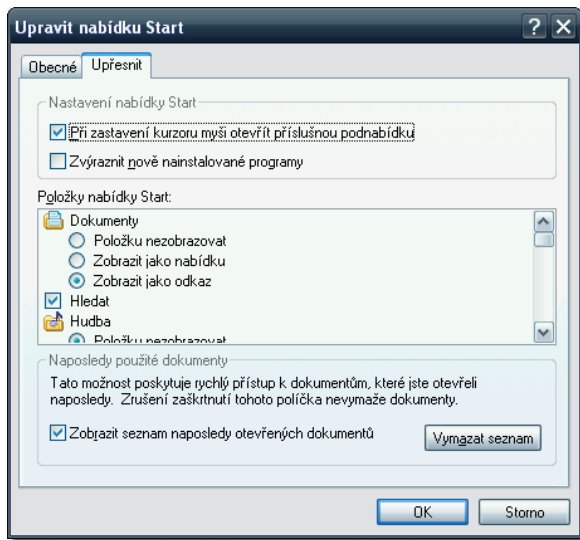 Upravit nabídku Start
Obecné
Upřesnit
Nastavení nabídky Start
Při zastavení kurzoru myši otevřít příslušnou podnabídku
Zvýraznit nově nainstalované programy
Položky nabídky Start:
Dokumenty
Položku nezobrazovat
Zobrazit jako nabídku
Zobrazit jako odkaz
Hledat
Hudba
Položku nezobrazovat
Naposledy použité dokumenty
Tato možnost poskytuje rychlý přístup k dokumentům, které jste otevřeli
naposledy. Zrušení zaškrtnutí tohoto políčka nevymaže dokumenty.
Zobrazit seznam naposledy otevřených dokumentů
Vymazat seznam
OK
Storno